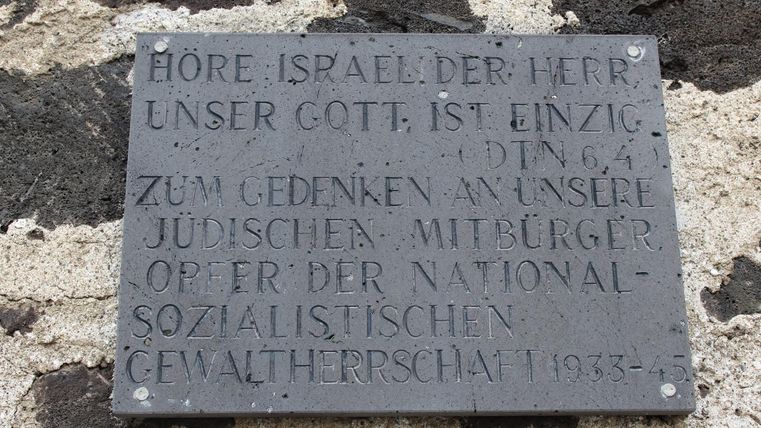 HÖRE ISRAEL: DER HERR
UNSER GOTT, IST EINZIG
(DTN 6,4)
ZUM GEDENKEN AN UNSERE
JÜDISCHEN MITBÜRGER
OPFER DER NATIONAL-
SOZIALISTISCHEN
GEWALTHERRSCHAFT 1933-45